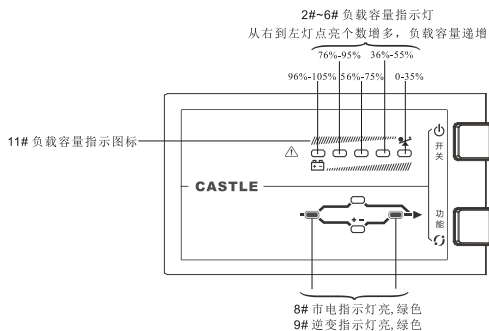 2#~6# 负载容量指示灯
从右到左灯点亮个数增多，负载容量递增
76%-95% 36%-55%
96%-105% 56%-75% 0-35%
11# 负载容量指示图标
开关
CASTLE
功能
8# 市电指示灯亮,绿色
9# 逆变指示灯亮,绿色